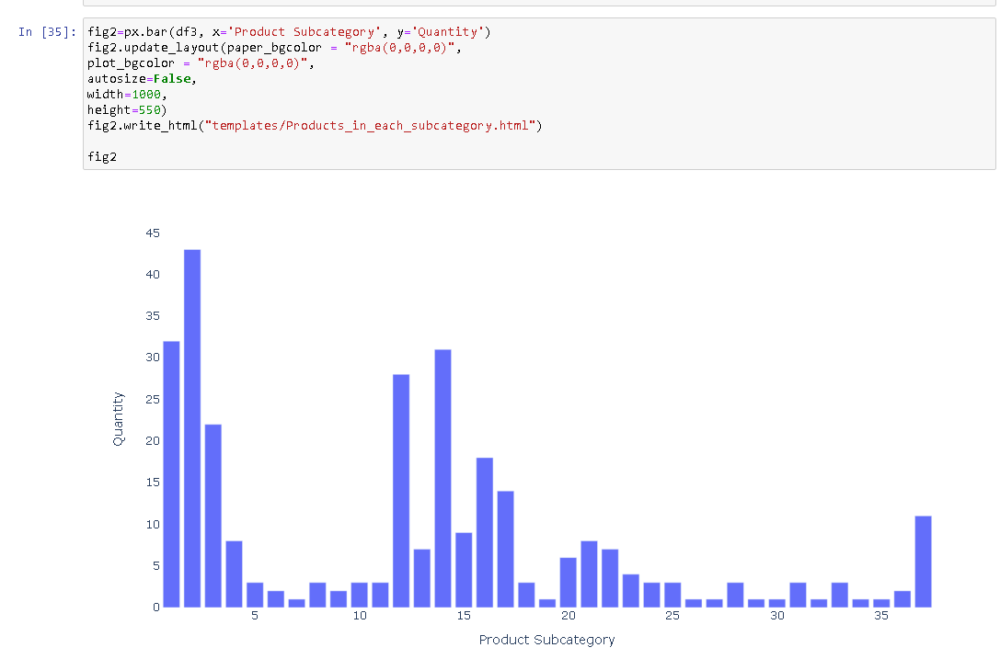 In [35]:
fig2=px.bar(df3, x='Product Subcategory', y='Quantity')
fig2.update_layout(paper_bgcolor = "rgba(0,0,0,0)",
plot_bgcolor = "rgba(0,0,0,0)",
autosize=False,
width=1000,
height=550)
fig2.write_html("templates/Products_in_each_subcategory.html")
fig2
45
40
35
30
25
20
15
10
5
0
Quantity
5 10 15 20 25 30 35
Product Subcategory